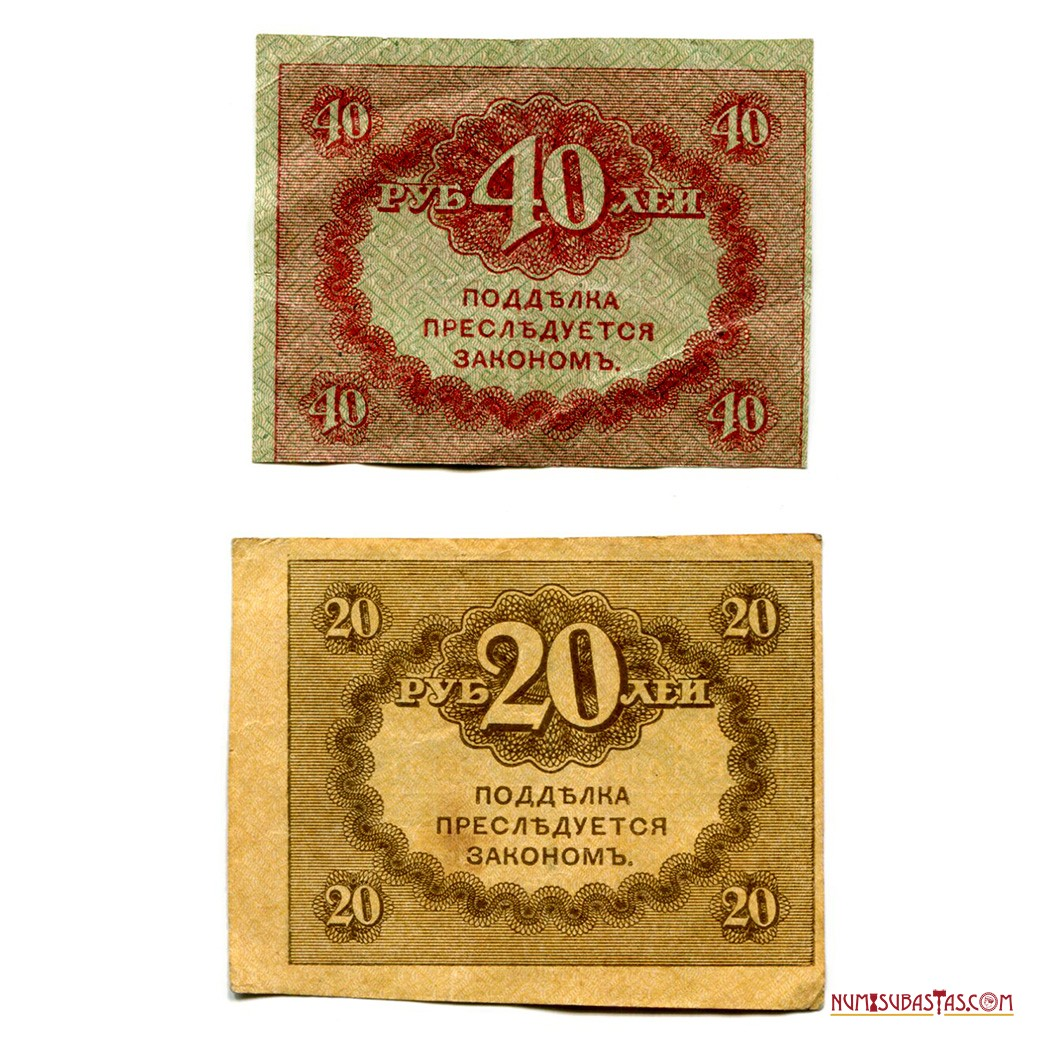 40 40
РУБ 40 ЛЕЙ
ПОДДѢЛКА
ПРЕСЛѢДУЕТСЯ
ЗАКОНОМЪ.
40 40
20 20
РУБ 20 ЛЕЙ
ПОДДѢЛКА
ПРЕСЛѢДУЕТСЯ
ЗАКОНОМЪ.
20 20
NUMISUBASTAS.COM